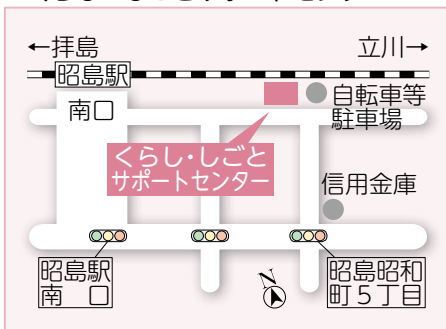 ←拝島
立川→
昭島駅
南口
自転車等
駐車場
くらし・しごと
サポートセンター
信用金庫
昭島駅
南 口
N
昭島昭和
町5丁目